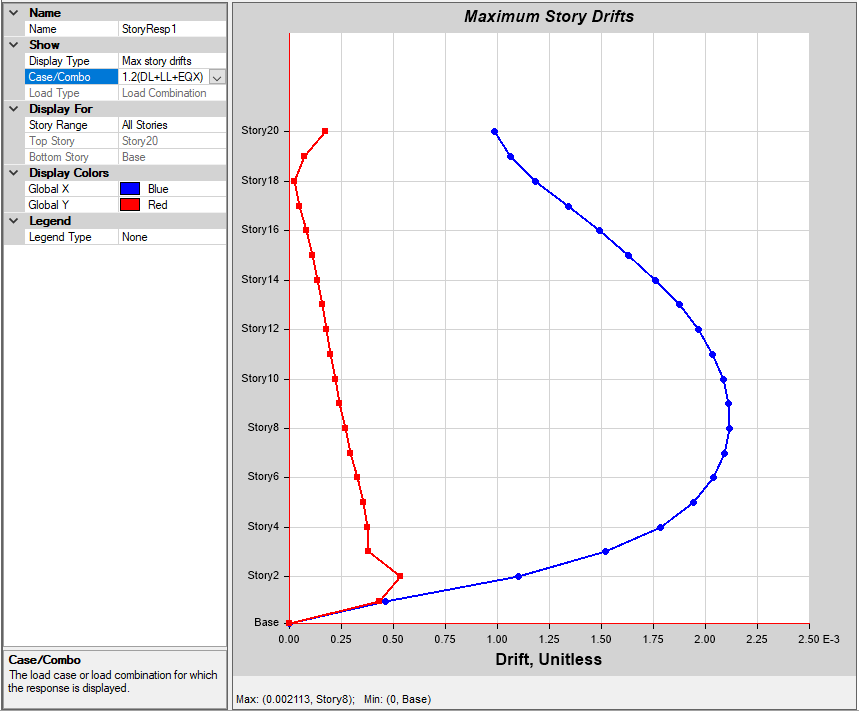 Name
Name StoryResp1
Show
Display Type Max story drifts
Case/Combo 1.2(DL+LL+EQX)
Load Type Load Combination
Display For
Story Range All Stories
Top Story Story20
Bottom Story Base
Display Colors
Global X Blue
Global Y Red
Legend
Legend Type None
Case/Combo
The load case or load combination for which
the response is displayed.
Maximum Story Drifts
Story20
Story18
Story16
Story14
Story12
Story10
Story8
Story6
Story4
Story2
Base
0.00 0.25 0.50 0.75 1.00 1.25 1.50 1.75 2.00 2.25 2.50 E-3
Drift, Unitless
Max: (0.002113, Story8); Min: (0, Base)